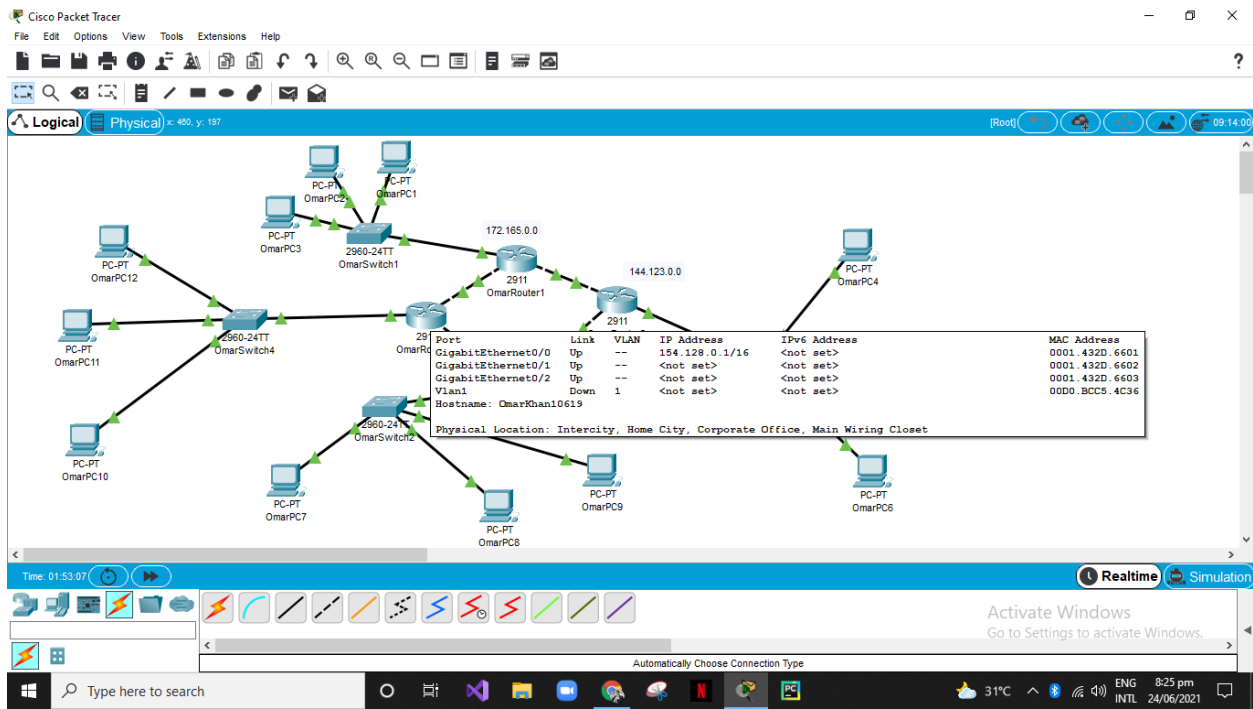 Cisco Packet Tracer
File Edit Options View Tools Extensions Help
?
Logical Physical x: 460, y: 197 [Root] 09:14:00
PC-PT
OmarPC2
PC-PT
OmarPC1
PC-PT
OmarPC3
2960-24TT
OmarSwitch1
172.165.0.0
2911
OmarRouter1
144.123.0.0
2911
PC-PT
OmarPC4
PC-PT
OmarPC12
PC-PT
OmarPC11
2960-24TT
OmarSwitch4
29
OmarRo
Port Link VLAN IP Address IPv6 Address MAC Address
GigabitEthernet0/0 Up -- 154.128.0.1/16 <not set> 0001.432D.6601
GigabitEthernet0/1 Up -- <not set> <not set> 0001.432D.6602
GigabitEthernet0/2 Up -- <not set> <not set> 0001.432D.6603
Vlan1 Down 1 <not set> <not set> 00D0.BCC5.4C36
Hostname: OmarKhan10619
Physical Location: Intercity, Home City, Corporate Office, Main Wiring Closet
2960-24TT
OmarSwitch2
PC-PT
OmarPC10
PC-PT
OmarPC7
PC-PT
OmarPC8
PC-PT
OmarPC9
PC-PT
OmarPC6
Time: 01:53:07 Realtime Simulation
Activate Windows
Go to Settings to activate Windows.
Automatically Choose Connection Type
Type here to search
31°C ENG 8:25 pm
INTL 24/06/2021